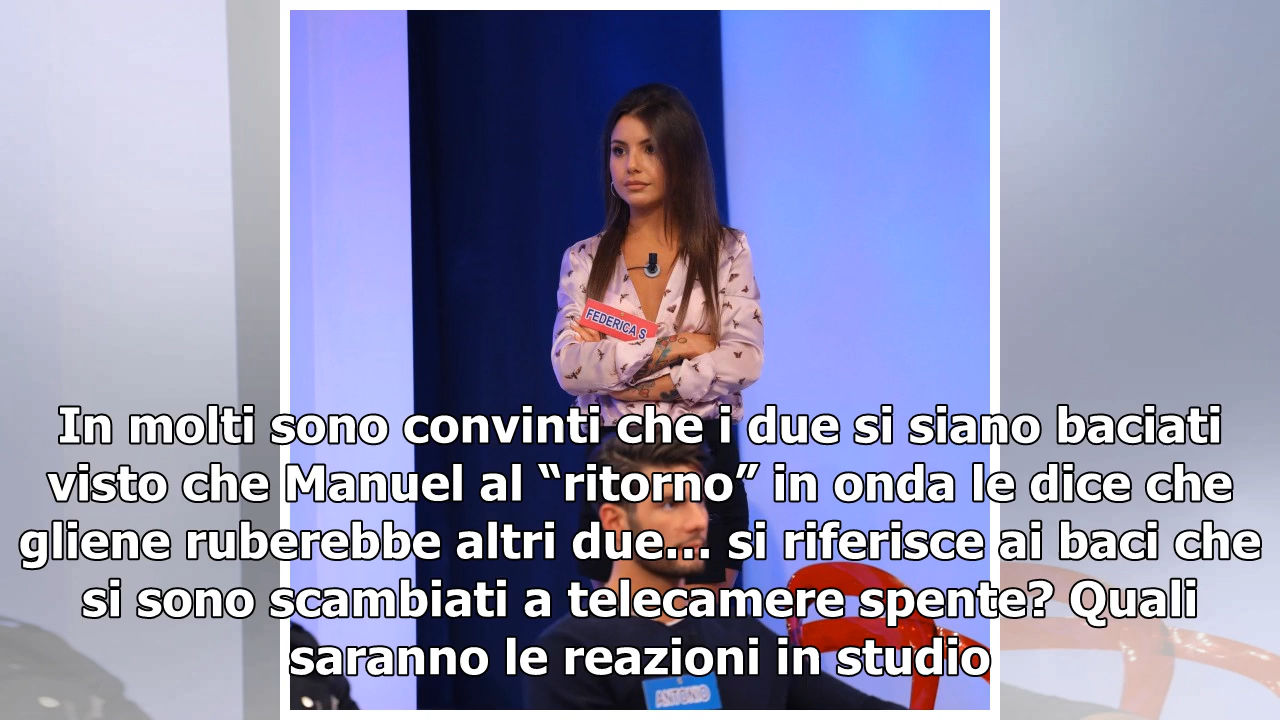 FEDERICA S.
In molti sono convinti che i due si siano baciati
visto che Manuel al “ritorno” in onda le dice che
gliene ruberebbe altri due... si riferisce ai baci che
si sono scambiati a telecamere spente? Quali
saranno le reazioni in studio
ANTONIO